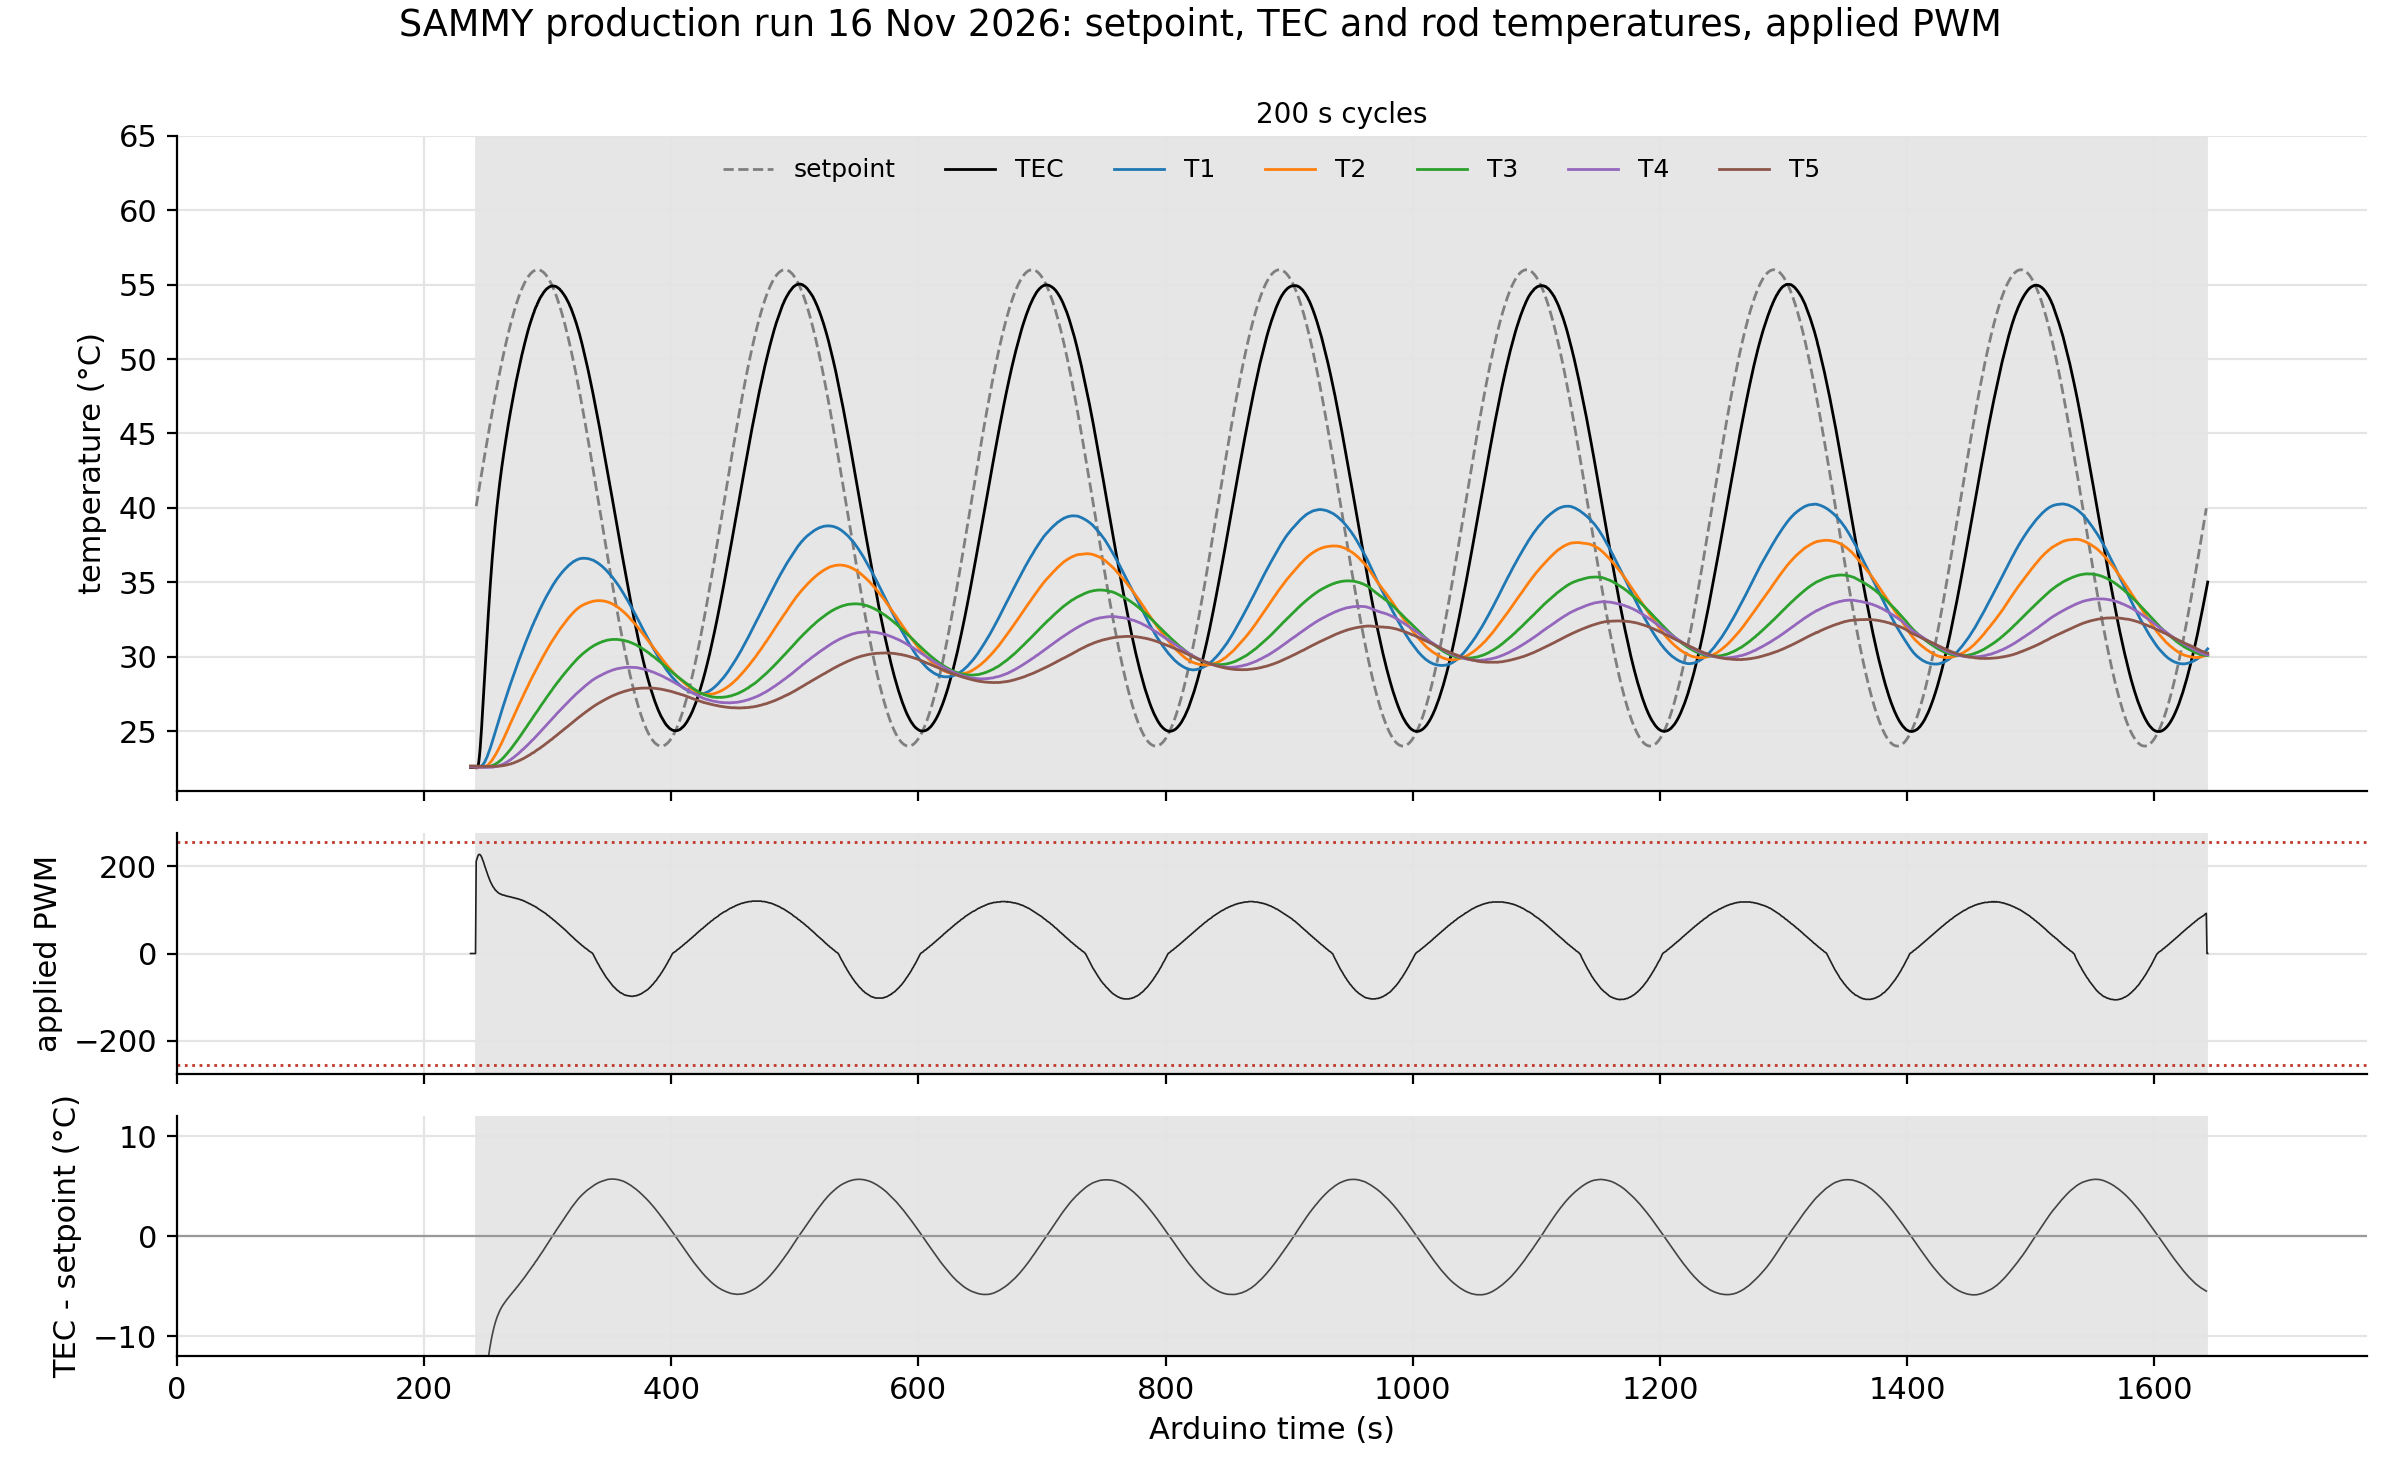 SAMMY production run 16 Nov 2026: setpoint, TEC and rod temperatures, applied PWM
200 s cycles
setpoint TEC T1 T2 T3 T4 T5
temperature (°C)
65
60
55
50
45
40
35
30
25
applied PWM
200
0
−200
TEC - setpoint (°C)
10
0
−10
0 200 400 600 800 1000 1200 1400 1600
Arduino time (s)